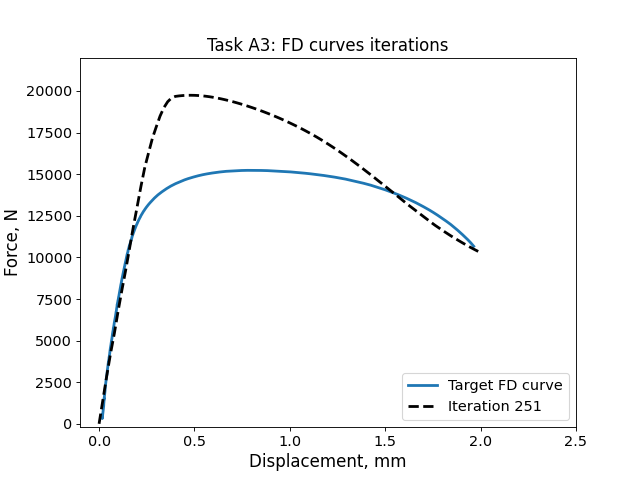 Task A3: FD curves iterations
Force, N
20000
17500
15000
12500
10000
7500
5000
2500
0
0.0 0.5 1.0 1.5 2.0 2.5
Displacement, mm
Target FD curve
Iteration 251